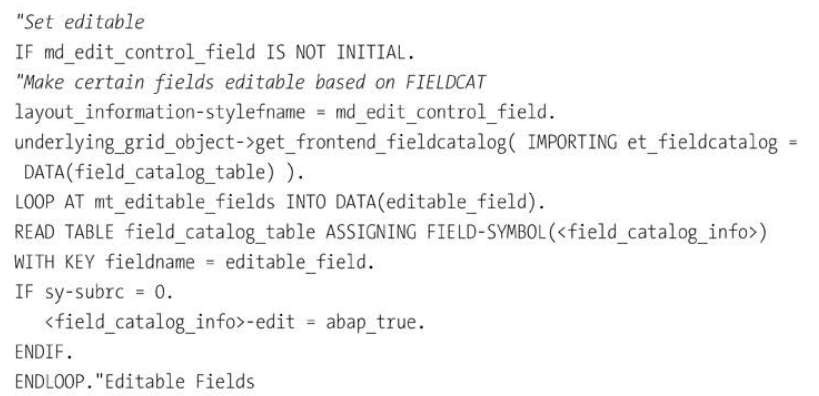 "Set editable
IF md_edit_control_field IS NOT INITIAL.
"Make certain fields editable based on FIELDCAT
layout_information-stylefname = md_edit_control_field.
underlying_grid_object->get_frontend_fieldcatalog( IMPORTING et_fieldcatalog =
DATA(field_catalog_table) ).
LOOP AT mt_editable_fields INTO DATA(editable_field).
READ TABLE field_catalog_table ASSIGNING FIELD-SYMBOL(<field_catalog_info>)
WITH KEY fieldname = editable_field.
IF sy-subrc = 0.
<field_catalog_info>-edit = abap_true.
ENDIF.
ENDLOOP."Editable Fields